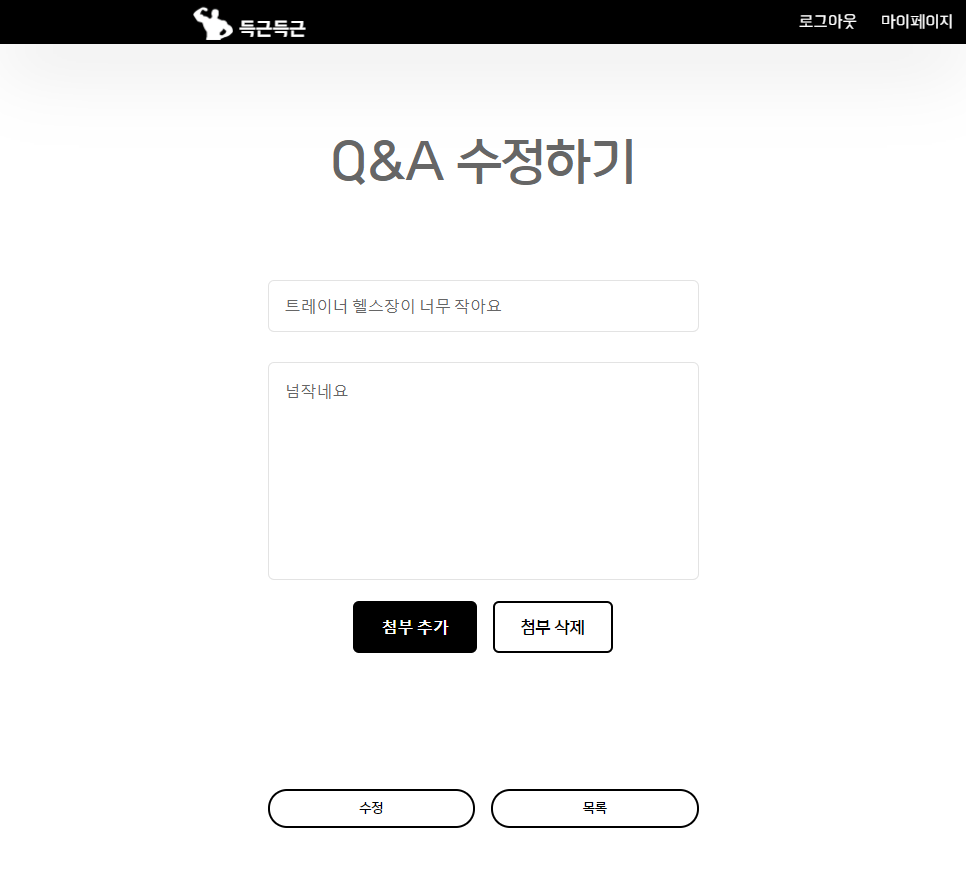 득근득근
로그아웃 마이페이지
Q&A 수정하기
트레이너 헬스장이 너무 작아요
넘작네요
첨부 추가 첨부 삭제
수정 목록